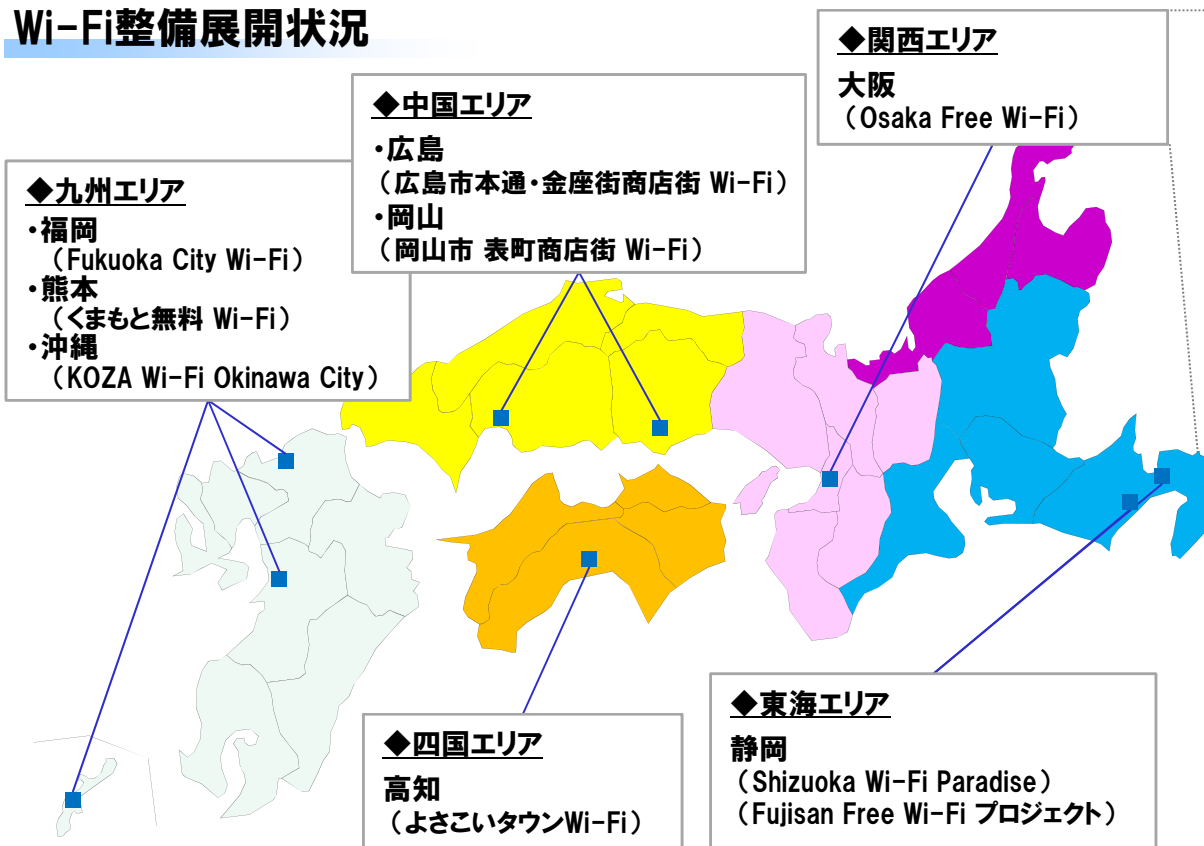 Wi-Fi整備展開状況
◆関西エリア
大阪
（Osaka Free Wi-Fi）
◆中国エリア
・広島
（広島市本通・金座街商店街 Wi-Fi）
・岡山
（岡山市 表町商店街 Wi-Fi）
◆九州エリア
・福岡
（Fukuoka City Wi-Fi）
・熊本
（くまもと無料 Wi-Fi）
・沖縄
（KOZA Wi-Fi Okinawa City）
◆四国エリア
高知
（よさこいタウンWi-Fi）
◆東海エリア
静岡
（Shizuoka Wi-Fi Paradise）
（Fujisan Free Wi-Fi プロジェクト）